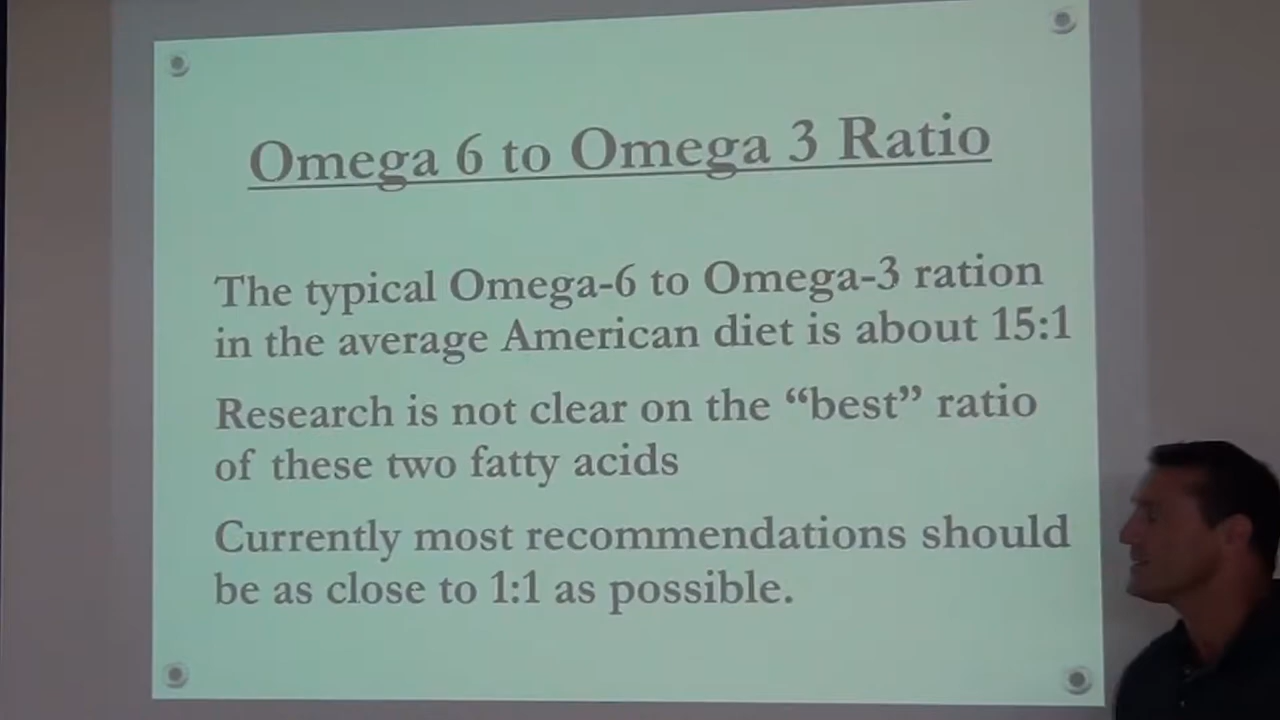 Omega 6 to Omega 3 Ratio
The typical Omega-6 to Omega-3 ration
in the average American diet is about 15:1
Research is not clear on the “best” ratio
of these two fatty acids
Currently most recommendations should
be as close to 1:1 as possible.